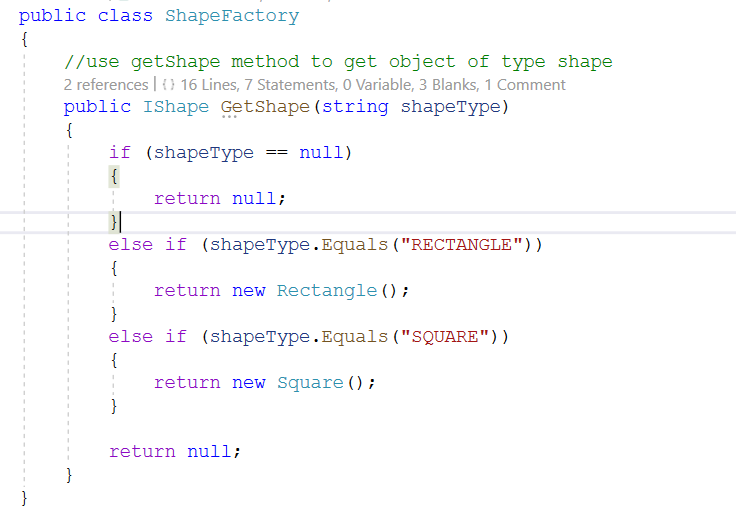 public class ShapeFactory
{
//use getShape method to get object of type shape
2 references | {} 16 Lines, 7 Statements, 0 Variable, 3 Blanks, 1 Comment
public IShape GetShape(string shapeType)
{
if (shapeType == null)
{
return null;
}
else if (shapeType.Equals("RECTANGLE"))
{
return new Rectangle();
}
else if (shapeType.Equals("SQUARE"))
{
return new Square();
}
return null;
}
}